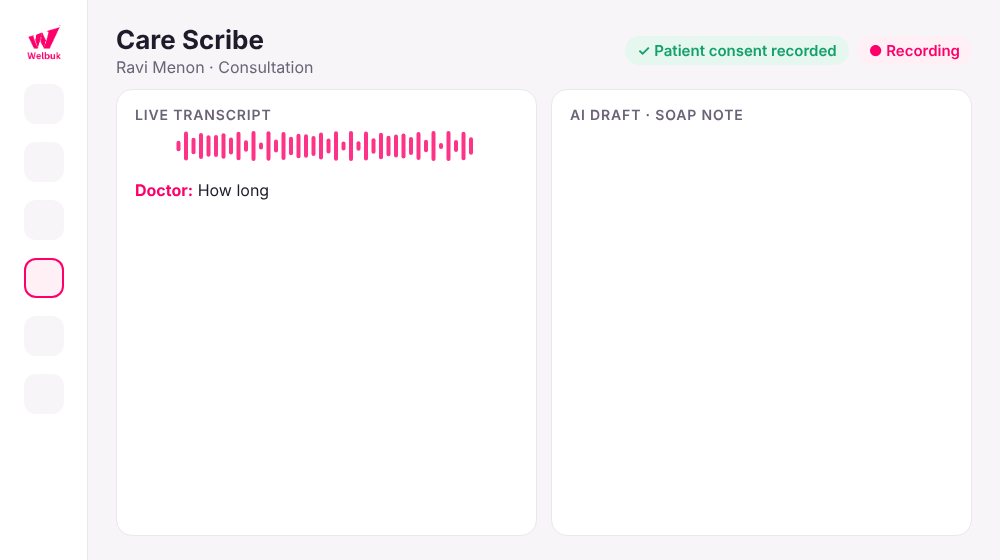 Welbuk
Care Scribe
Ravi Menon · Consultation
✓ Patient consent recorded
Recording
LIVE TRANSCRIPT
Doctor: How long
AI DRAFT · SOAP NOTE